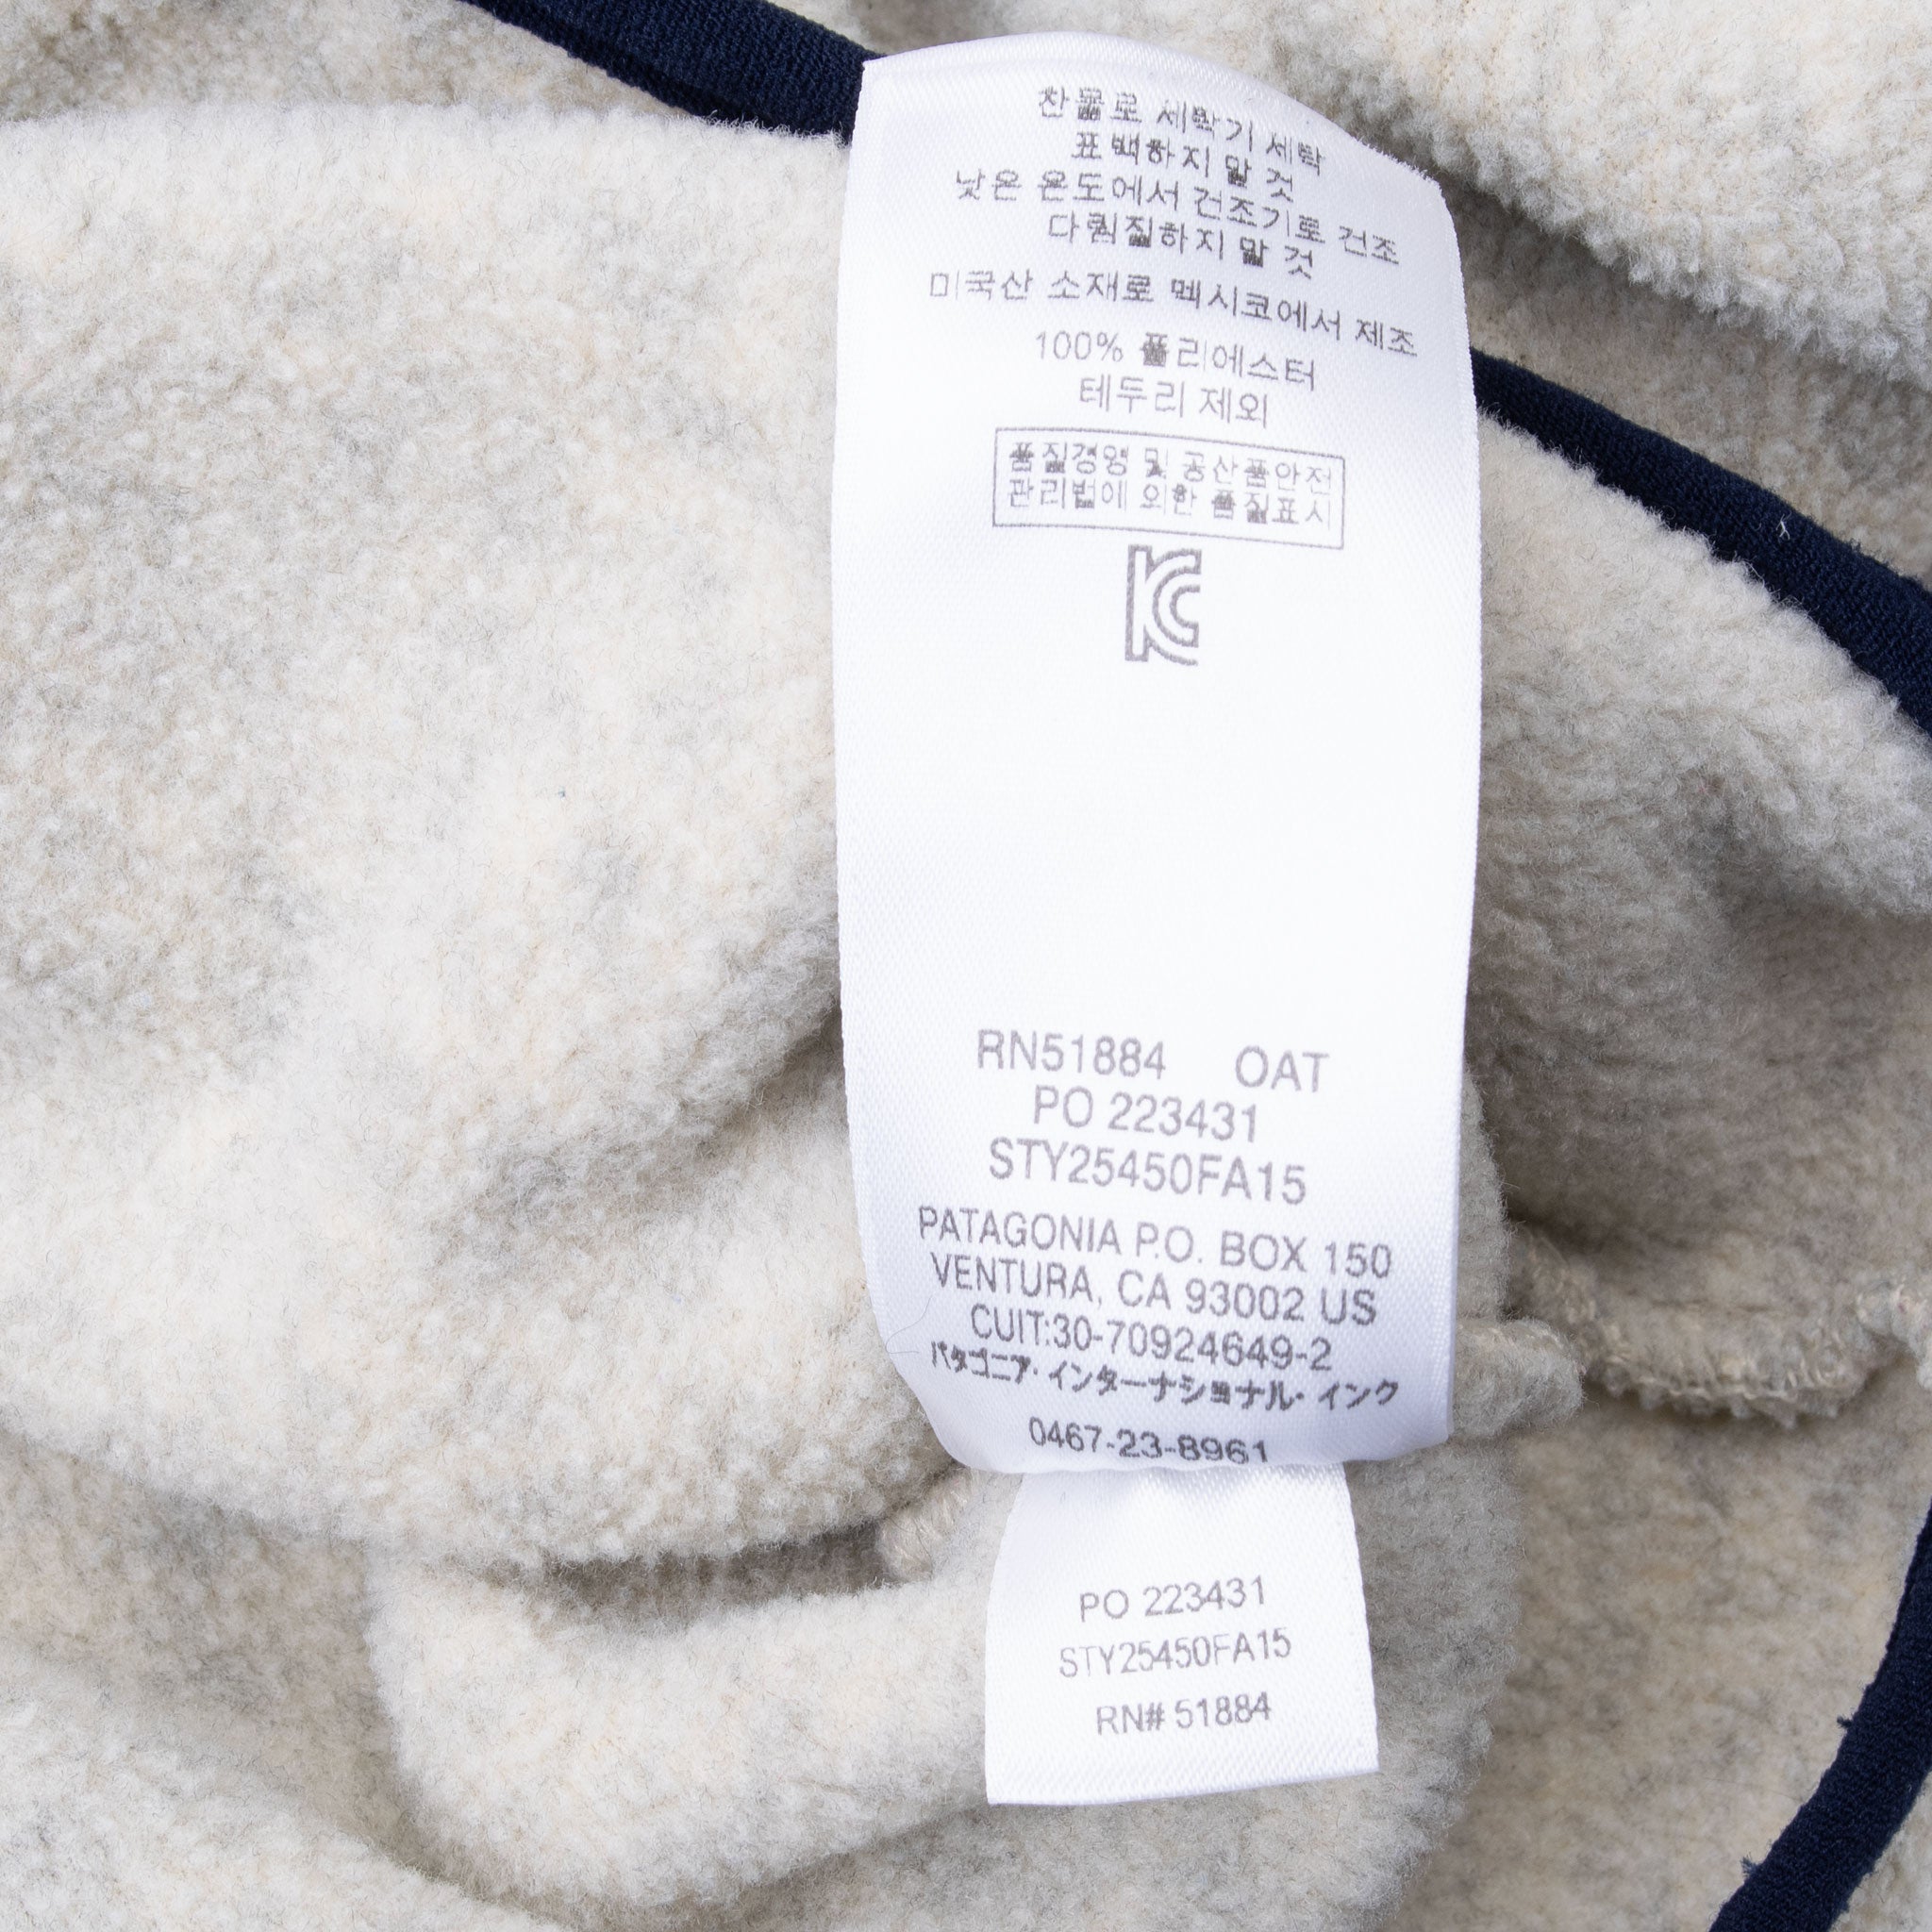 찬물로 세탁기 세탁
표백하지 말 것
낮은 온도에서 건조기로 건조
다림질하지 말 것
미국산 소재로 멕시코에서 제조
100% 폴리에스터
테두리 제외
품질경영 및 공산품안전
관리법에 의한 품질표시
KC
RN51884 OAT
PO 223431
STY25450FA15
PATAGONIA P.O. BOX 150
VENTURA, CA 93002 US
CUIT:30-70924649-2
パタゴニア・インターナショナル・インク
0467-23-8961
PO 223431
STY25450FA15
RN# 51884